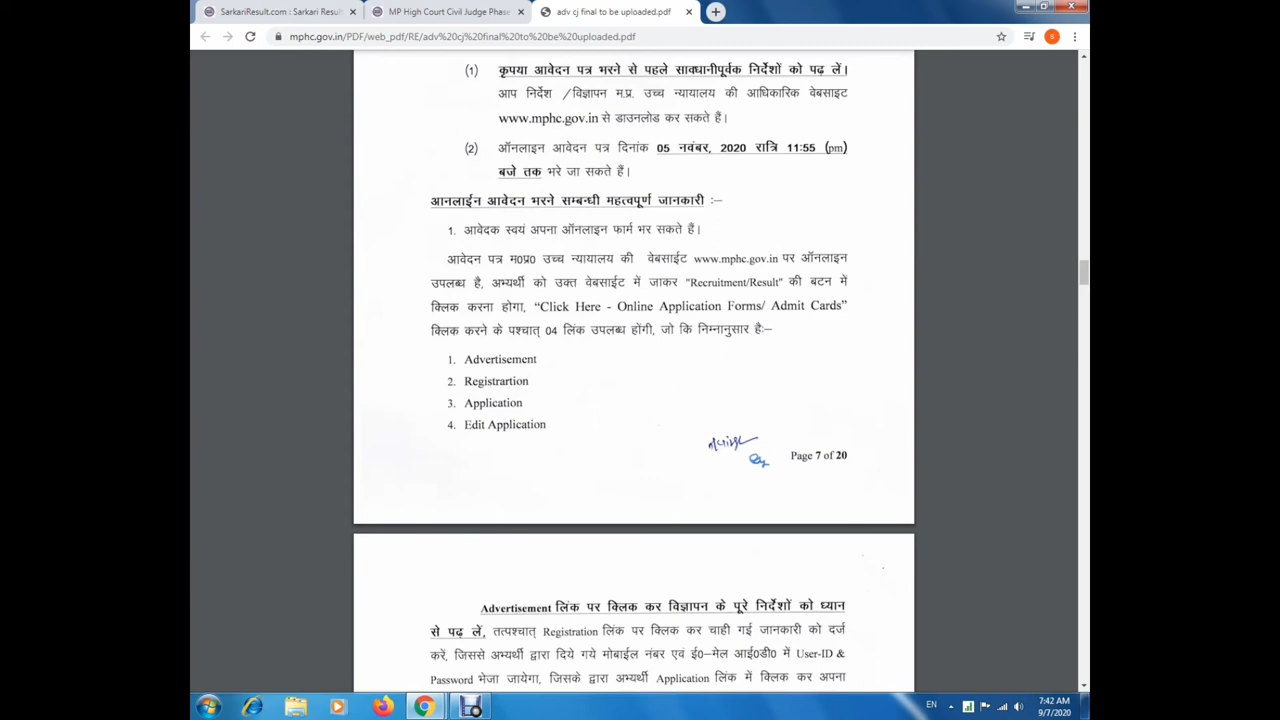 SarkariResult.com : Sarkari Result
MP High Court Civil Judge Phase
adv cj final to be uploaded.pdf
mphc.gov.in/PDF/web_pdf/RE/adv%20cj%20final%20to%20be%20uploaded.pdf
(1) कृपया आवेदन पत्र भरने से पहले सावधानीपूर्वक निर्देशों को पढ़ लें।
आप निर्देश /विज्ञापन म.प्र. उच्च न्यायालय की आधिकारिक वेबसाइट
www.mphc.gov.in से डाउनलोड कर सकते हैं।
(2) ऑनलाइन आवेदन पत्र दिनांक 05 नवंबर, 2020 रात्रि 11:55 (pm)
बजे तक भरे जा सकते हैं।
आनलाईन आवेदन भरने सम्बन्धी महत्वपूर्ण जानकारी :–
1. आवेदक स्वयं अपना ऑनलाइन फार्म भर सकते हैं।
आवेदन पत्र म0प्र0 उच्च न्यायालय की वेबसाईट www.mphc.gov.in पर ऑनलाइन
उपलब्ध है, अभ्यर्थी को उक्त वेबसाईट में जाकर "Recruitment/Result" की बटन में
क्लिक करना होगा, “Click Here - Online Application Forms/ Admit Cards”
क्लिक करने के पश्चात् 04 लिंक उपलब्ध होंगी, जो कि निम्नानुसार हैः–
1. Advertisement
2. Registrartion
3. Application
4. Edit Application
Page 7 of 20
Advertisement लिंक पर क्लिक कर विज्ञापन के पूरे निर्देशों को ध्यान
से पढ़ लें, तत्पश्चात् Registration लिंक पर क्लिक कर चाही गई जानकारी को दर्ज
करें, जिससे अभ्यर्थी द्वारा दिये गये मोबाईल नंबर एवं ई0–मेल आई0डी0 में User-ID &
Password भेजा जायेगा, जिसके द्वारा अभ्यर्थी Application लिंक में क्लिक कर अपना
EN
7:42 AM
9/7/2020